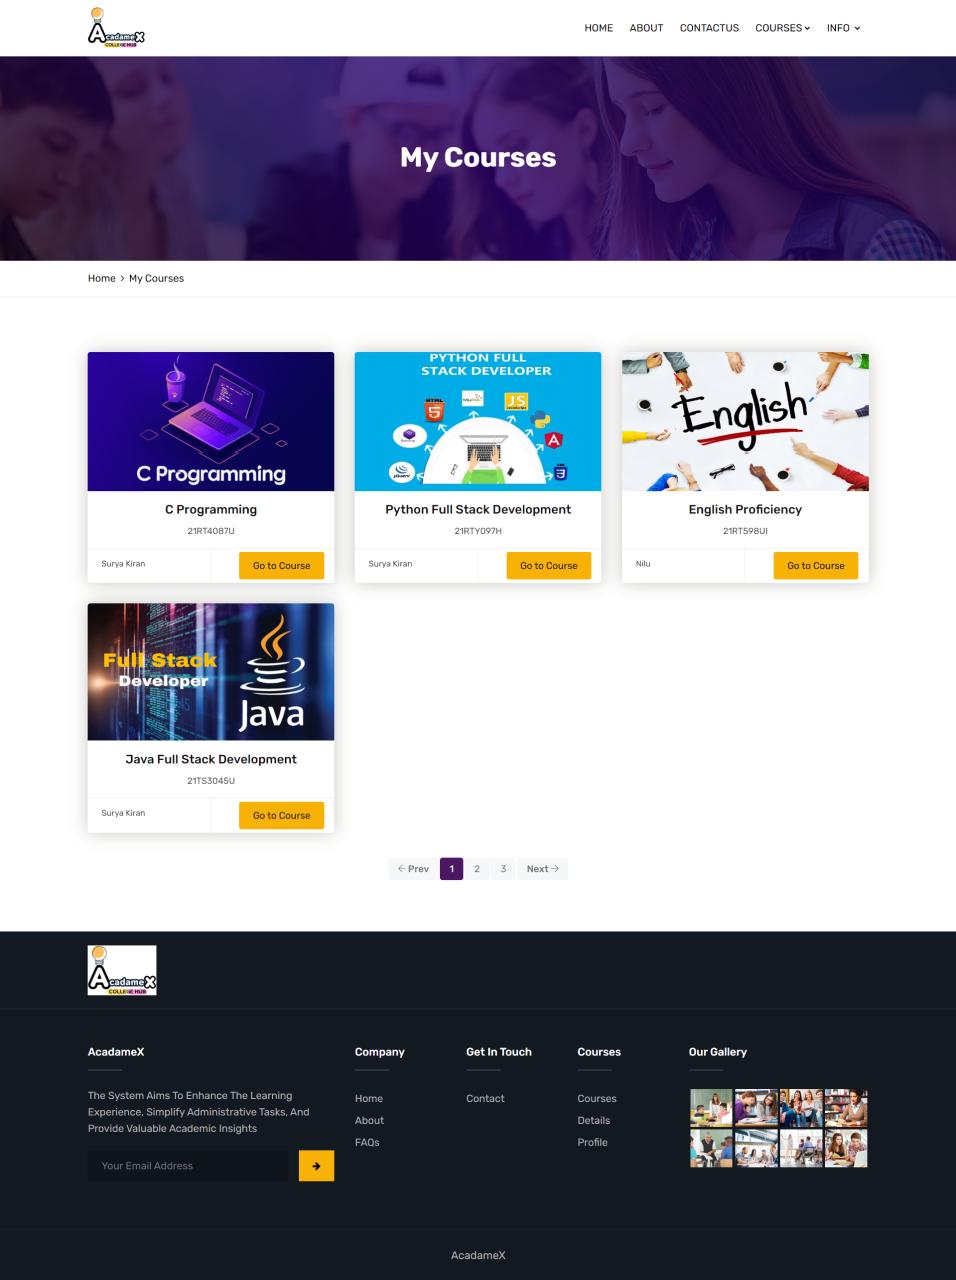 AcadameX
COLLEGE HUB
HOME ABOUT CONTACTUS COURSES INFO
My Courses
Home > My Courses
C Programming
C Programming
21RT4087U
Surya Kiran Go to Course
PYTHON FULL
STACK DEVELOPER
HTML
5
JS
JavaScript
Python Full Stack Development
21RTY097H
Surya Kiran Go to Course
English
English Proficiency
21RT598UI
Nilu Go to Course
Full Stack
Developer
Java
Java Full Stack Development
21TS3045U
Surya Kiran Go to Course
← Prev 1 2 3 Next →
AcadameX
COLLEGE HUB
AcadameX
The System Aims To Enhance The Learning
Experience, Simplify Administrative Tasks, And
Provide Valuable Academic Insights
Your Email Address
Company
Home
About
FAQs
Get In Touch
Contact
Courses
Courses
Details
Profile
Our Gallery
AcadameX